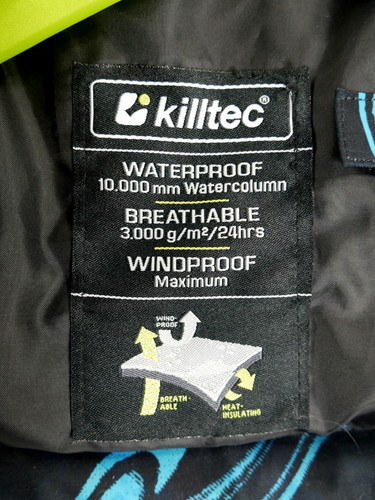 killtec®
WATERPROOF
10.000 mm Watercolumn
BREATHABLE
3.000 g/m²/24hrs
WINDPROOF
Maximum
WIND-
PROOF
BREATH-
ABLE
HEAT-
INSULATING